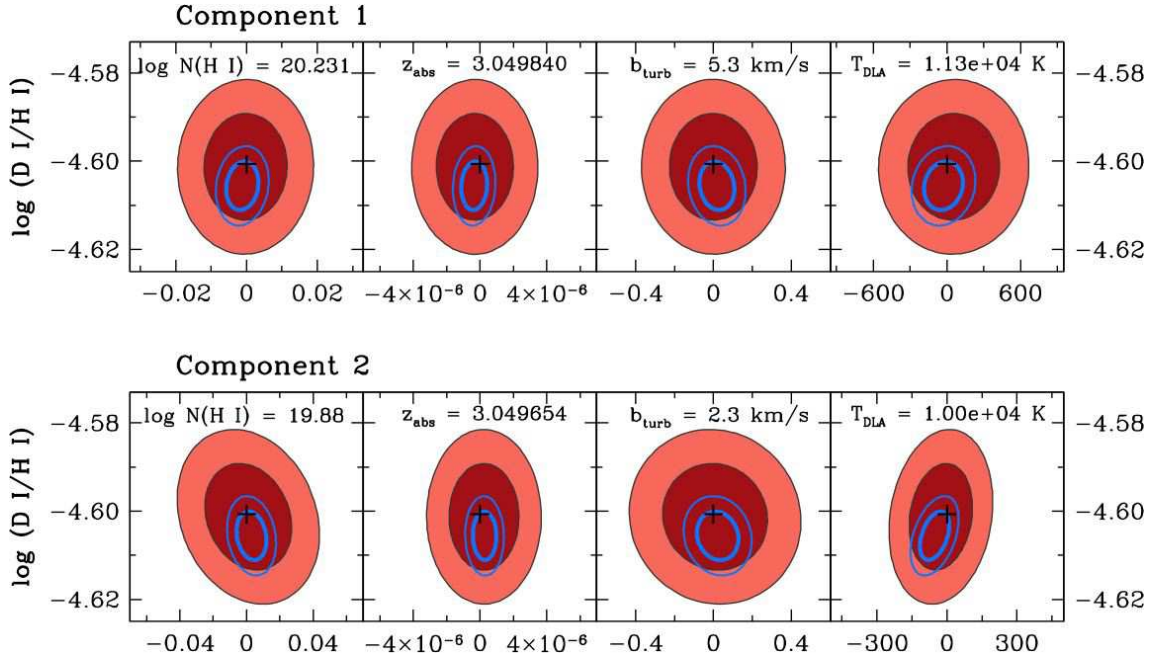 Component 1
log N(H I) = 20.231
z_abs = 3.049840
b_turb = 5.3 km/s
T_DLA = 1.13e+04 K
log (D I/H I)
−4.58
−4.60
−4.62
−4.58
−4.60
−4.62
−0.02 0 0.02
−4×10⁻⁶ 0 4×10⁻⁶
−0.4 0 0.4
−600 0 600
Component 2
log N(H I) = 19.88
z_abs = 3.049654
b_turb = 2.3 km/s
T_DLA = 1.00e+04 K
log (D I/H I)
−4.58
−4.60
−4.62
−4.58
−4.60
−4.62
−0.04 0 0.04
−4×10⁻⁶ 0 4×10⁻⁶
−0.4 0 0.4
−300 0 300